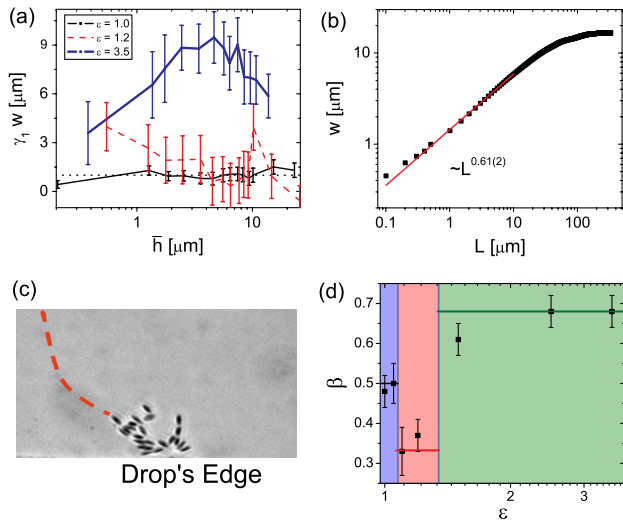 (a)
ε = 1.0
ε = 1.2
ε = 3.5
γ₁ w [μm]
9
6
3
0
1
10
h̅ [μm]
(b)
w [μm]
10
1
0.1
1
10
100
~L^0.61(2)
L [μm]
(c)
Drop's Edge
(d)
β
0.7
0.6
0.5
0.4
0.3
1
2
3
ε